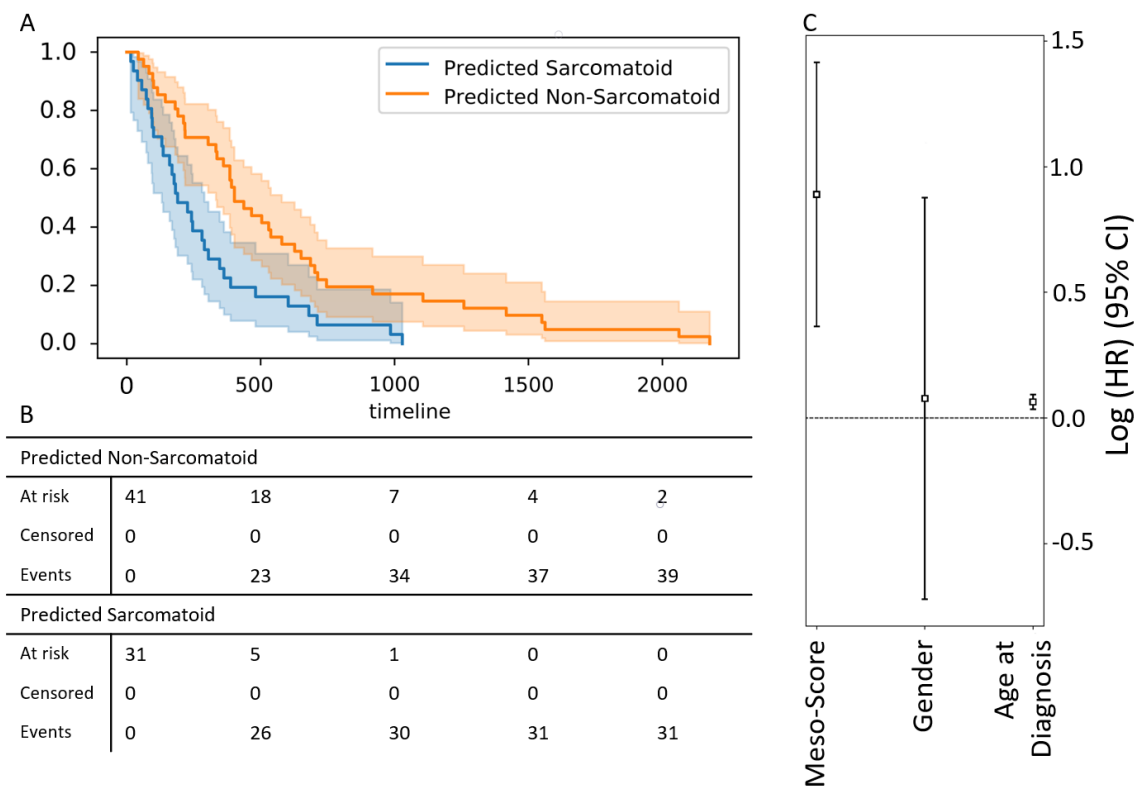 A
1.0
0.8
0.6
0.4
0.2
0.0
Predicted Sarcomatoid
Predicted Non-Sarcomatoid
0 500 1000 1500 2000
timeline
B
Predicted Non-Sarcomatoid
At risk 41 18 7 4 2
Censored 0 0 0 0 0
Events 0 23 34 37 39
Predicted Sarcomatoid
At risk 31 5 1 0 0
Censored 0 0 0 0 0
Events 0 26 30 31 31
C
1.5
1.0
0.5
0.0
-0.5
Log (HR) (95% CI)
Meso-Score
Gender
Age at
Diagnosis